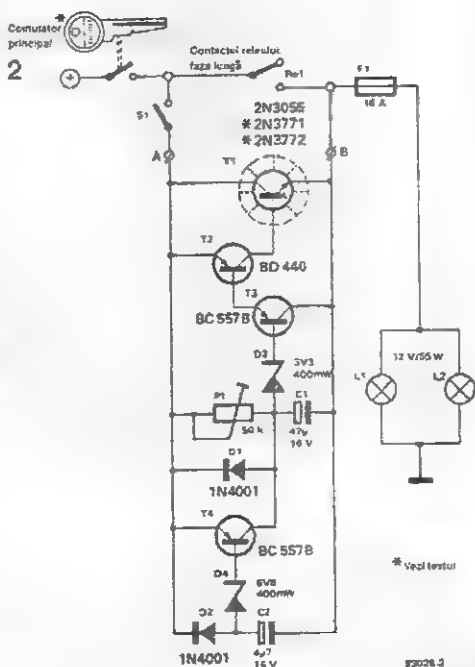 Comutator
principal
*
2
+
Contactul releului
faza lungă
Re1
F1
16 A
S1
A
B
2N3055
* 2N3771
* 2N3772
T1
T2
BD 440
T3
BC 557B
D3
400mW
P1
50 k
C1
47µ
16 V
D1
1N4001
T4
BC 557B
D4
400mW
D2
1N4001
C2
4µ7
16 V
L1
12 V/55 W
L2
* Vezi textul